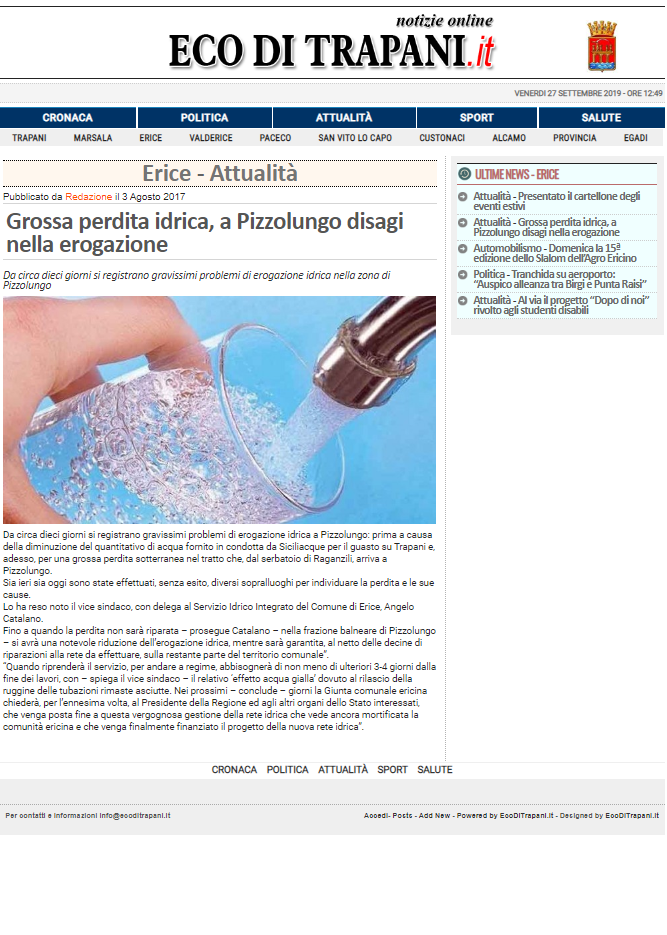 notizie online
ECO DI TRAPANI.it
VENERDI 27 SETTEMBRE 2019 - ORE 12:49
CRONACA POLITICA ATTUALITÀ SPORT SALUTE
TRAPANI MARSALA ERICE VALDERICE PACECO SAN VITO LO CAPO CUSTONACI ALCAMO PROVINCIA EGADI
Erice - Attualità
Pubblicato da Redazione il 3 Agosto 2017
Grossa perdita idrica, a Pizzolungo disagi
nella erogazione
Da circa dieci giorni si registrano gravissimi problemi di erogazione idrica nella zona di
Pizzolungo
Da circa dieci giorni si registrano gravissimi problemi di erogazione idrica a Pizzolungo: prima a causa
della diminuzione del quantitativo di acqua fornito in condotta da Siciliacque per il guasto su Trapani e,
adesso, per una grossa perdita sotterranea nel tratto che, dal serbatoio di Raganzili, arriva a
Pizzolungo.
Sia ieri sia oggi sono state effettuati, senza esito, diversi sopralluoghi per individuare la perdita e le sue
cause.
Lo ha reso noto il vice sindaco, con delega al Servizio Idrico Integrato del Comune di Erice, Angelo
Catalano.
Fino a quando la perdita non sarà riparata – prosegue Catalano – nella frazione balneare di Pizzolungo
– si avrà una notevole riduzione dell'erogazione idrica, mentre sarà garantita, al netto delle decine di
riparazioni alla rete da effettuare, sulla restante parte del territorio comunale".
"Quando riprenderà il servizio, per andare a regime, abbisognerà di non meno di ulteriori 3-4 giorni dalla
fine dei lavori, con – spiega il vice sindaco – il relativo ´effetto acqua gialla' dovuto al rilascio della
ruggine delle tubazioni rimaste asciutte. Nei prossimi – conclude – giorni la Giunta comunale ericina
chiederà, per l'ennesima volta, al Presidente della Regione ed agli altri organi dello Stato interessati,
che venga posta fine a questa vergognosa gestione della rete idrica che vede ancora mortificata la
comunità ericina e che venga finalmente finanziato il progetto della nuova rete idrica".
ULTIME NEWS - ERICE
Attualità - Presentato il cartellone degli
eventi estivi
Attualità - Grossa perdita idrica, a
Pizzolungo disagi nella erogazione
Automobilismo - Domenica la 15ª
edizione dello Slalom dell'Agro Ericino
Politica - Tranchida su aeroporto:
"Auspico alleanza tra Birgi e Punta Raisi"
Attualità - Al via il progetto "Dopo di noi"
rivolto agli studenti disabili
CRONACA POLITICA ATTUALITÀ SPORT SALUTE
Per contatti e informazioni info@ecoditrapani.it
Accedi- Posts - Add New - Powered by EcoDiTrapani.it - Designed by EcoDiTrapani.it